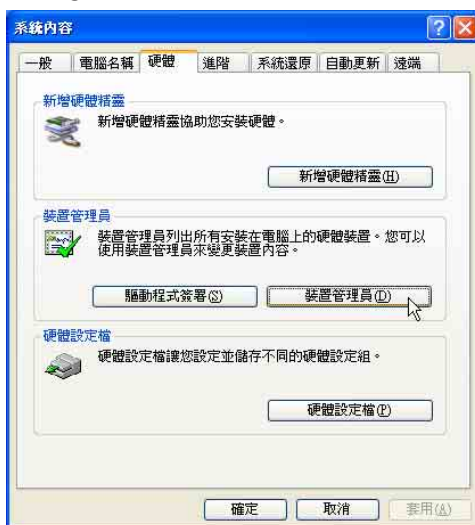 系統內容
一般 電腦名稱 硬體 進階 系統還原 自動更新 遠端
新增硬體精靈
新增硬體精靈協助您安裝硬體。
新增硬體精靈(H)
裝置管理員
裝置管理員列出所有安裝在電腦上的硬體裝置。您可以
使用裝置管理員來變更裝置內容。
驅動程式簽署(S) 裝置管理員(D)
硬體設定檔
硬體設定檔讓您設定並儲存不同的硬體設定組。
硬體設定檔(P)
確定 取消 套用(A)